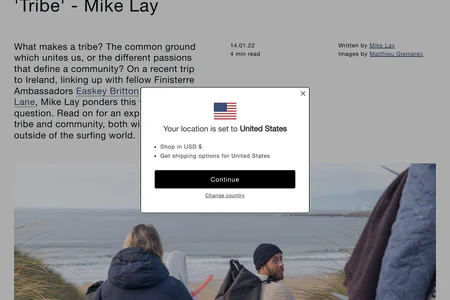 'Tribe' - Mike Lay
What makes a tribe? The common ground
which unites us, or the different passions
that define a community? On a recent trip
to Ireland, linking up with fellow Finisterre
Ambassadors Easkey Britton
Lane, Mike Lay ponders this
question. Read on for an exp
tribe and community, both wi
outside of the surfing world.
14.01.22
4 min read
Written by Mike Lay
Images by Matthieu Glemarec
Your location is set to United States
Shop in USD $
Get shipping options for United States
Continue
Change country